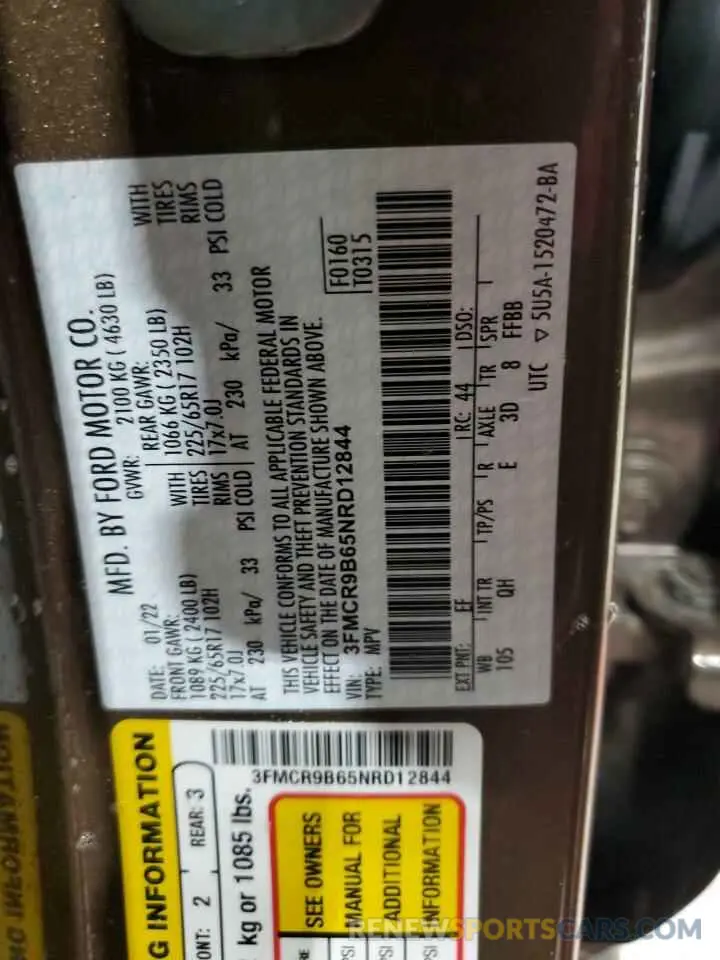 MFD. BY FORD MOTOR CO.
DATE: 01/22
GVWR: 2100 KG ( 4630 LB)
FRONT GAWR:
1089 KG ( 2400 LB)
225/65R17 102H
17x7.0J
AT 230 kPa/ 33
WITH
TIRES
RIMS
PSI COLD
REAR GAWR:
1066 KG ( 2350 LB)
225/65R17 102H
17x7.0J
AT 230 kPa/ 33
WITH
TIRES
RIMS
PSI COLD
THIS VEHICLE CONFORMS TO ALL APPLICABLE FEDERAL MOTOR
VEHICLE SAFETY AND THEFT PREVENTION STANDARDS IN
EFFECT ON THE DATE OF MANUFACTURE SHOWN ABOVE.
VIN: 3FMCR9B65NRD12844
TYPE: MPV
F0160
T0315
EXT PNT: EF RC: 44 DSO:
WB INT TR TP/PS R AXLE TR SPR
105 QH E 3D 8 FFBB
UTC ▽ 5U5A-1520472-BA
G INFORMATION
ONT: 2 REAR: 3
kg or 1085 lbs.
3FMCR9B65NRD12844
SEE OWNERS
MANUAL FOR
ADDITIONAL
INFORMATION
RENEWSPORTSCARS.COM